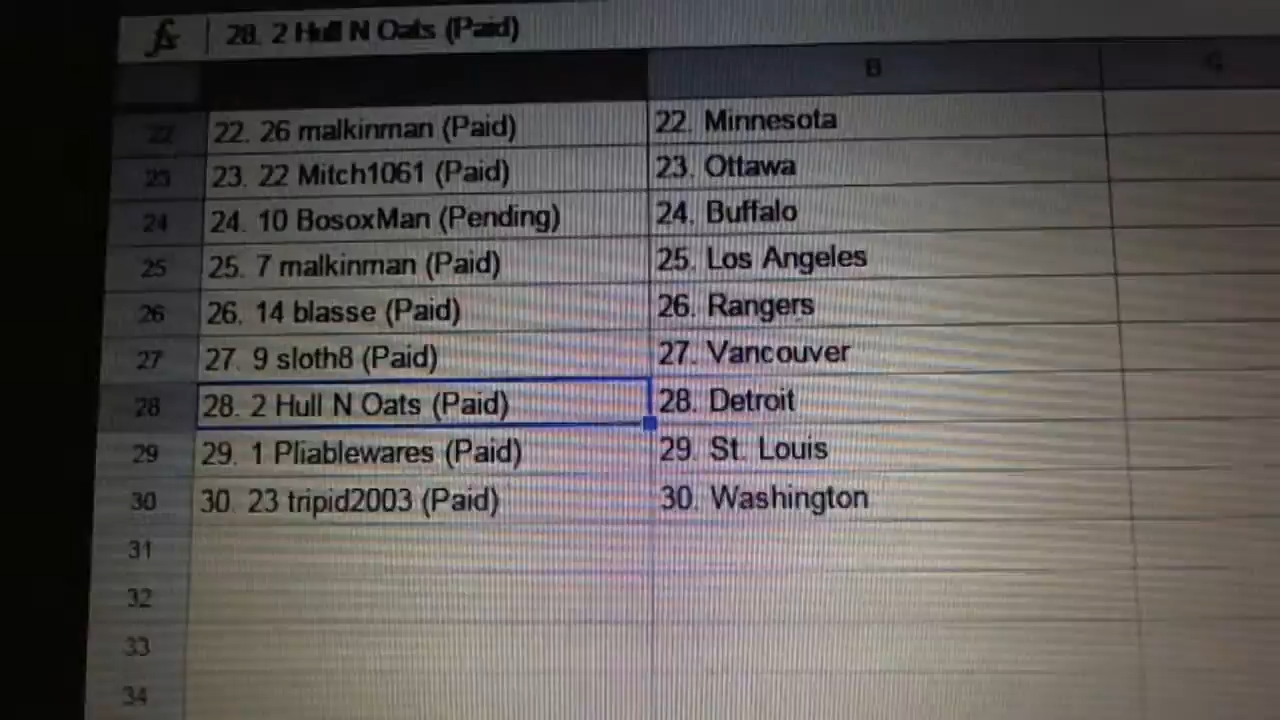 fx 28. 2 Hull N Oats (Paid)
B C
22 22. 26 malkinman (Paid) 22. Minnesota
23 23. 22 Mitch1061 (Paid) 23. Ottawa
24 24. 10 BosoxMan (Pending) 24. Buffalo
25 25. 7 malkinman (Paid) 25. Los Angeles
26 26. 14 blasse (Paid) 26. Rangers
27 27. 9 sloth8 (Paid) 27. Vancouver
28 28. 2 Hull N Oats (Paid) 28. Detroit
29 29. 1 Pliablewares (Paid) 29. St. Louis
30 30. 23 tripid2003 (Paid) 30. Washington
31
32
33
34